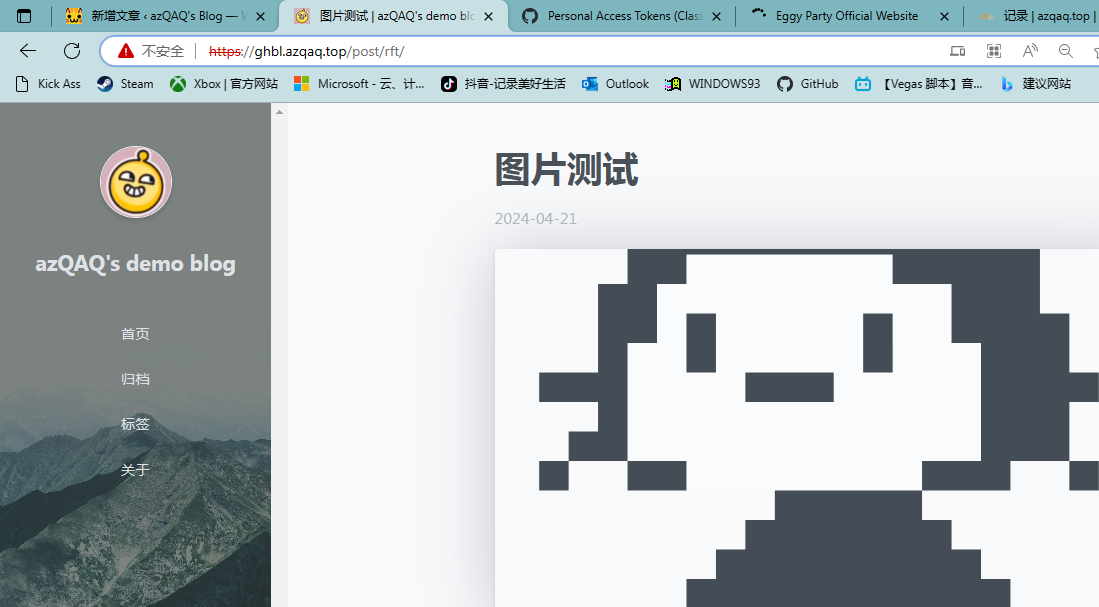 新增文章 ‹ azQAQ's Blog —
图片测试 | azQAQ's demo blo
Personal Access Tokens (Class
Eggy Party Official Website
记录 | azqaq.top |
不安全
https://ghbl.azqaq.top/post/rft/
Kick Ass
Steam
Xbox | 官方网站
Microsoft - 云、计...
抖音-记录美好生活
Outlook
WINDOWS93
GitHub
【Vegas 脚本】音...
建议网站
azQAQ's demo blog
首页
归档
标签
关于
图片测试
2024-04-21